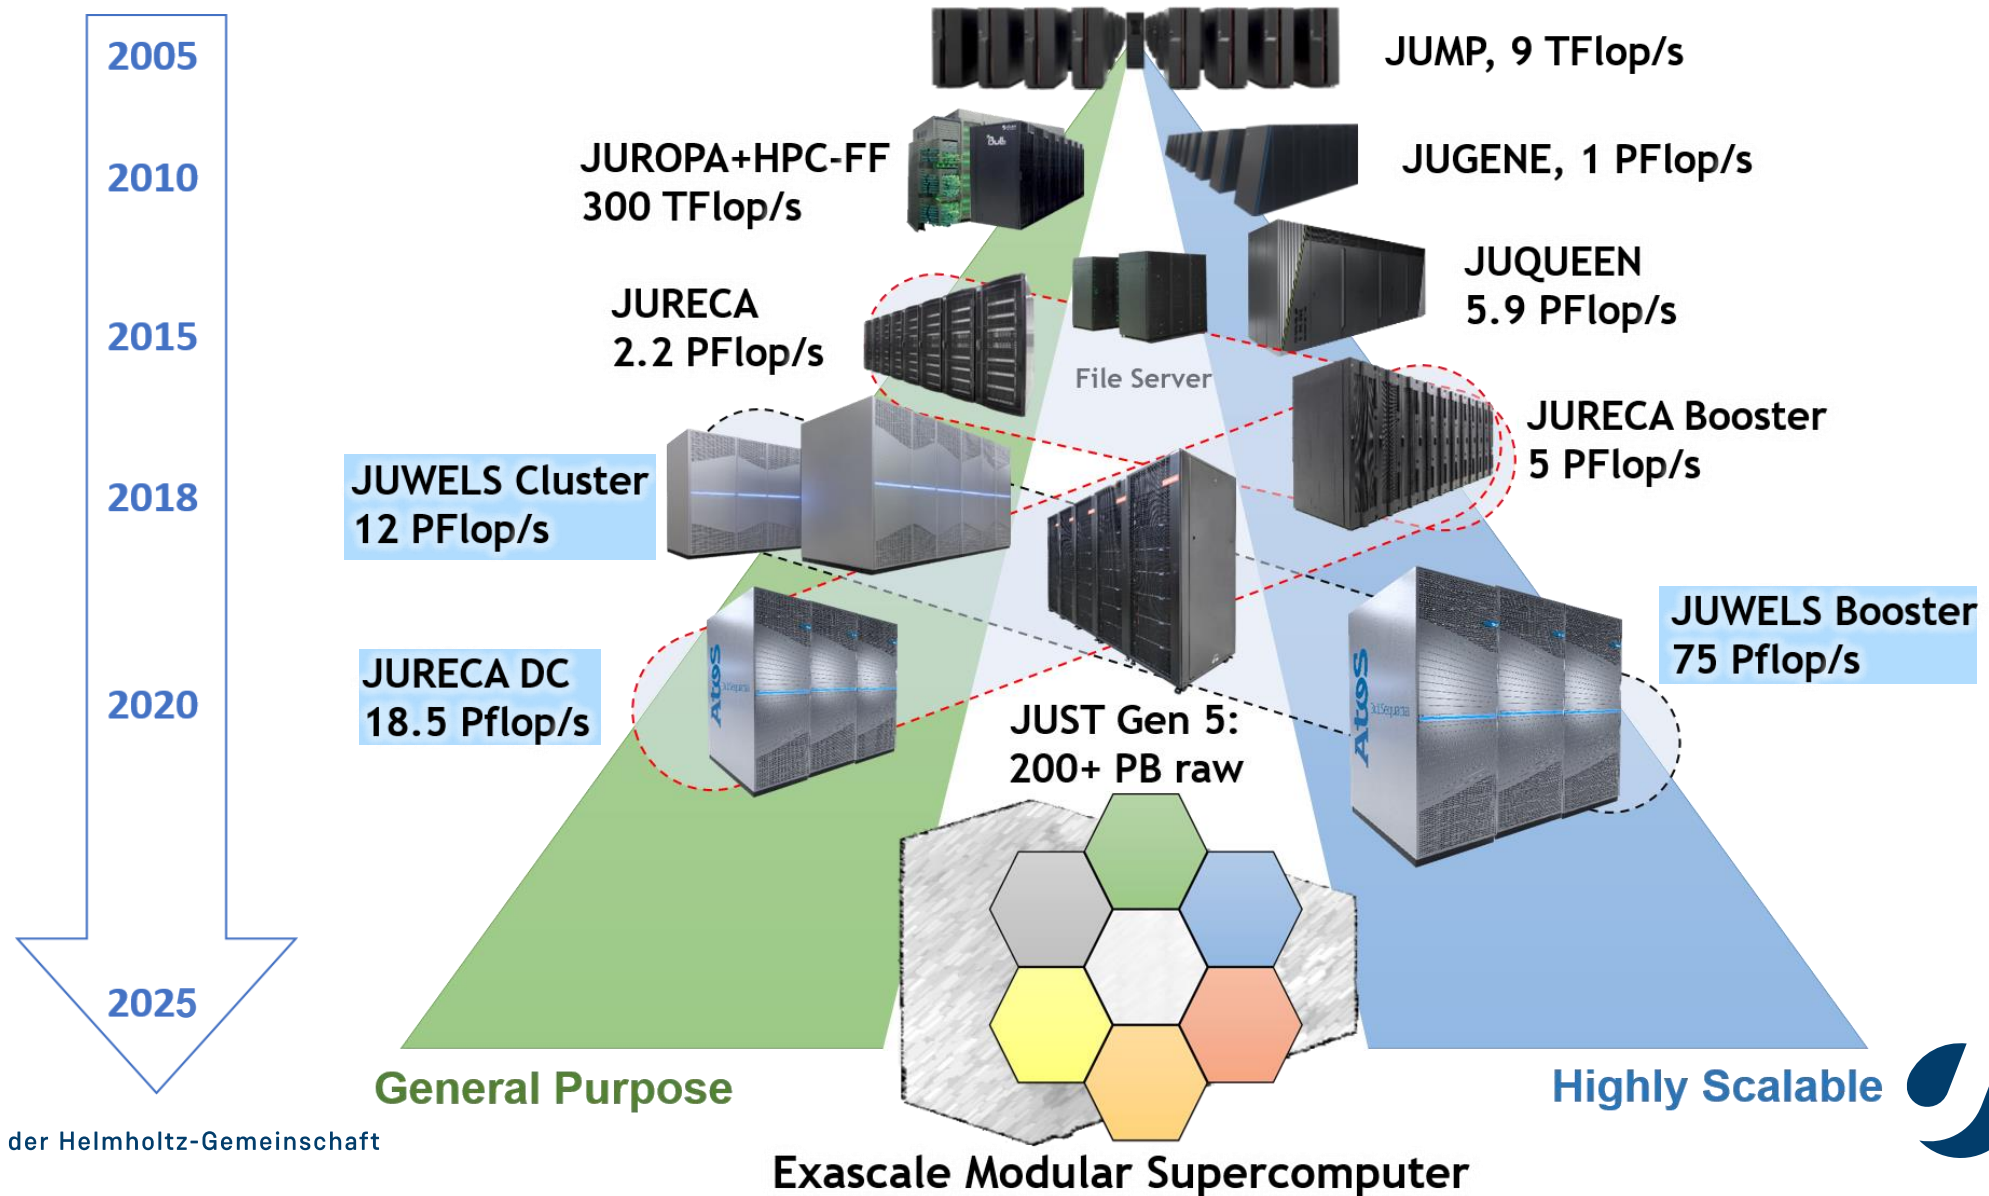 2005
JUMP, 9 TFlop/s
2010
JUROPA+HPC-FF
300 TFlop/s
Bull
JUGENE, 1 PFlop/s
2015
JURECA
2.2 PFlop/s
File Server
JUQUEEN
5.9 PFlop/s
JURECA Booster
5 PFlop/s
2018
JUWELS Cluster
12 PFlop/s
2020
JURECA DC
18.5 Pflop/s
Atos
JUST Gen 5:
200+ PB raw
Atos
JUWELS Booster
75 Pflop/s
2025
General Purpose
Highly Scalable
der Helmholtz-Gemeinschaft
Exascale Modular Supercomputer